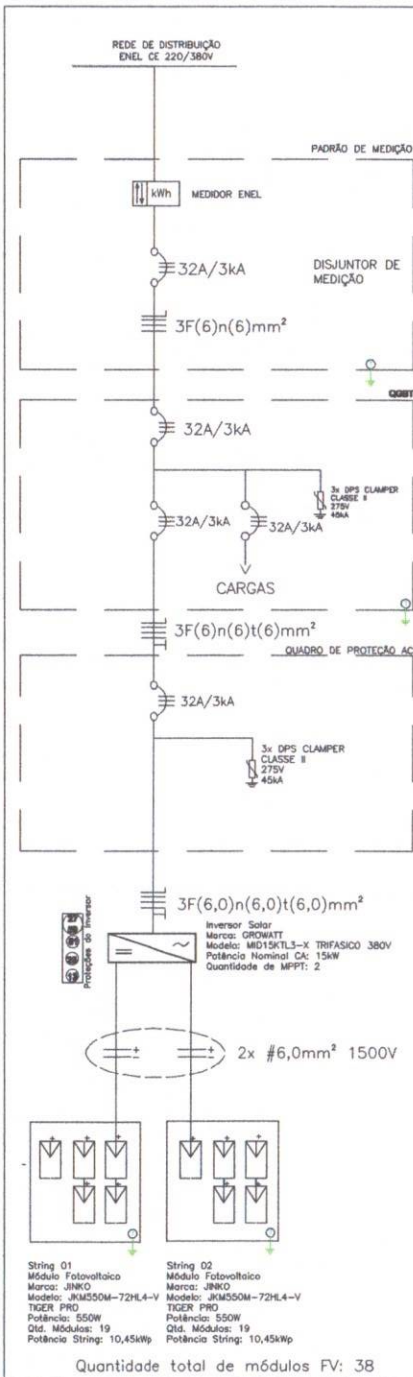 REDE DE DISTRIBUIÇÃO
ENEL CE 220/380V
PADRÃO DE MEDIÇÃO
kWh
MEDIDOR ENEL
32A/3kA
DISJUNTOR DE
MEDIÇÃO
3F(6)n(6)mm²
QGBT
32A/3kA
3x DPS CLAMPER
CLASSE II
275V
45kA
32A/3kA
32A/3kA
CARGAS
3F(6)n(6)t(6)mm²
QUADRO DE PROTEÇÃO AC
32A/3kA
3x DPS CLAMPER
CLASSE II
275V
45kA
3F(6,0)n(6,0)t(6,0)mm²
Proteções do Inversor
Inversor Solar
Marca: GROWATT
Modelo: MID15KTL3-X TRIFASICO 380V
Potência Nominal CA: 15kW
Quantidade de MPPT: 2
2x #6,0mm² 1500V
String 01
Módulo Fotovoltaico
Marca: JINKO
Modelo: JKM550M-72HL4-V
TIGER PRO
Potência: 550W
Qtd. Módulos: 19
Potência String: 10,45kWp
String 02
Módulo Fotovoltaico
Marca: JINKO
Modelo: JKM550M-72HL4-V
TIGER PRO
Potência: 550W
Qtd. Módulos: 19
Potência String: 10,45kWp
Quantidade total de módulos FV: 38